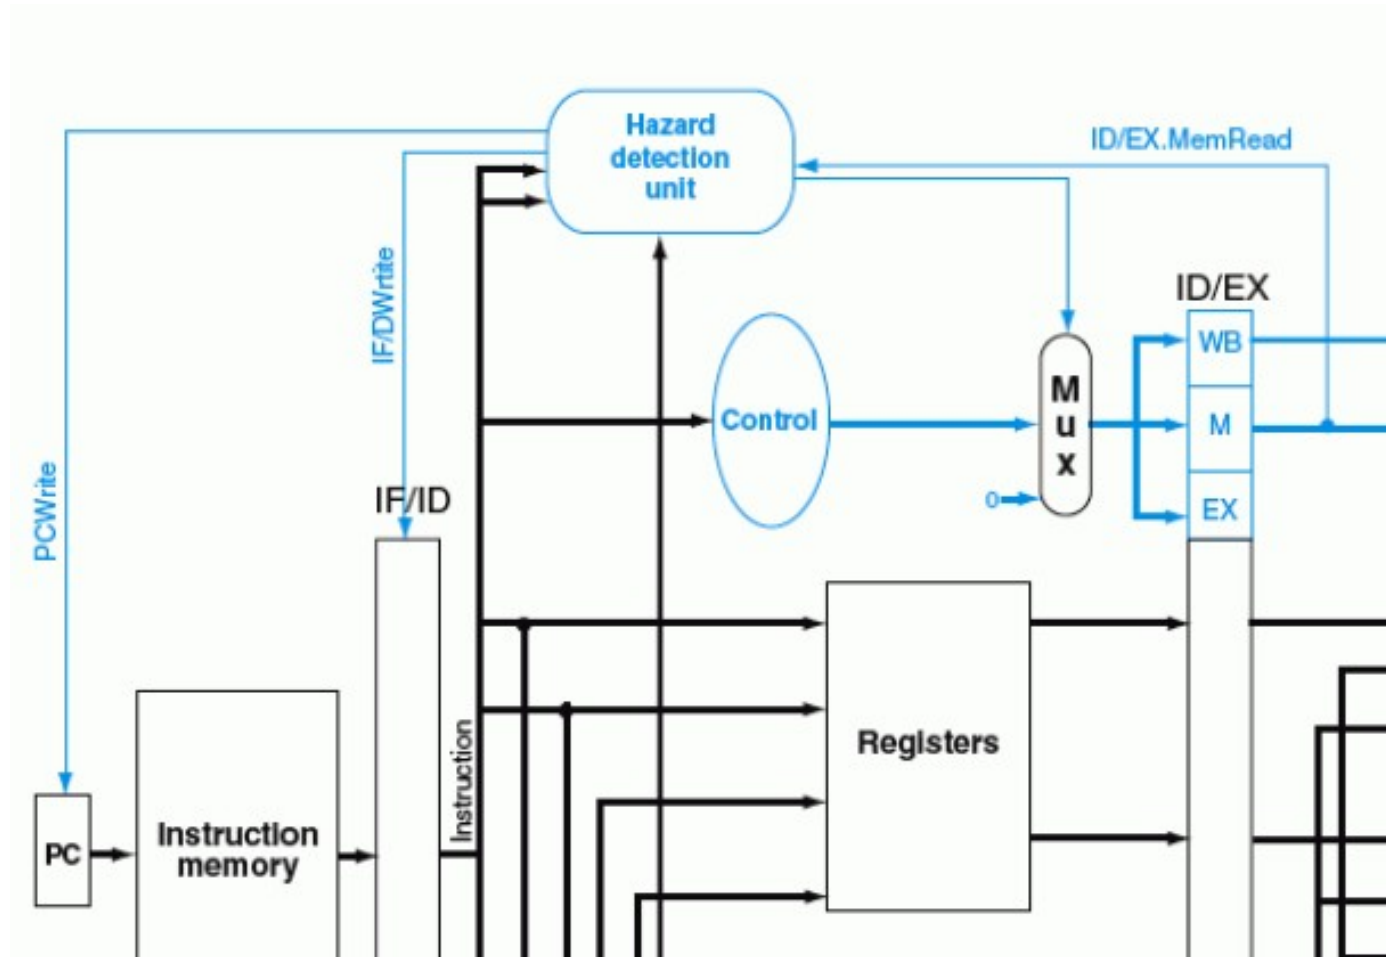 Hazard
detection
unit
ID/EX.MemRead
IF/DWrtite
ID/EX
WB
M
u
x
Control
M
0
EX
PCWrite
IF/ID
Instruction
Registers
PC
Instruction
memory